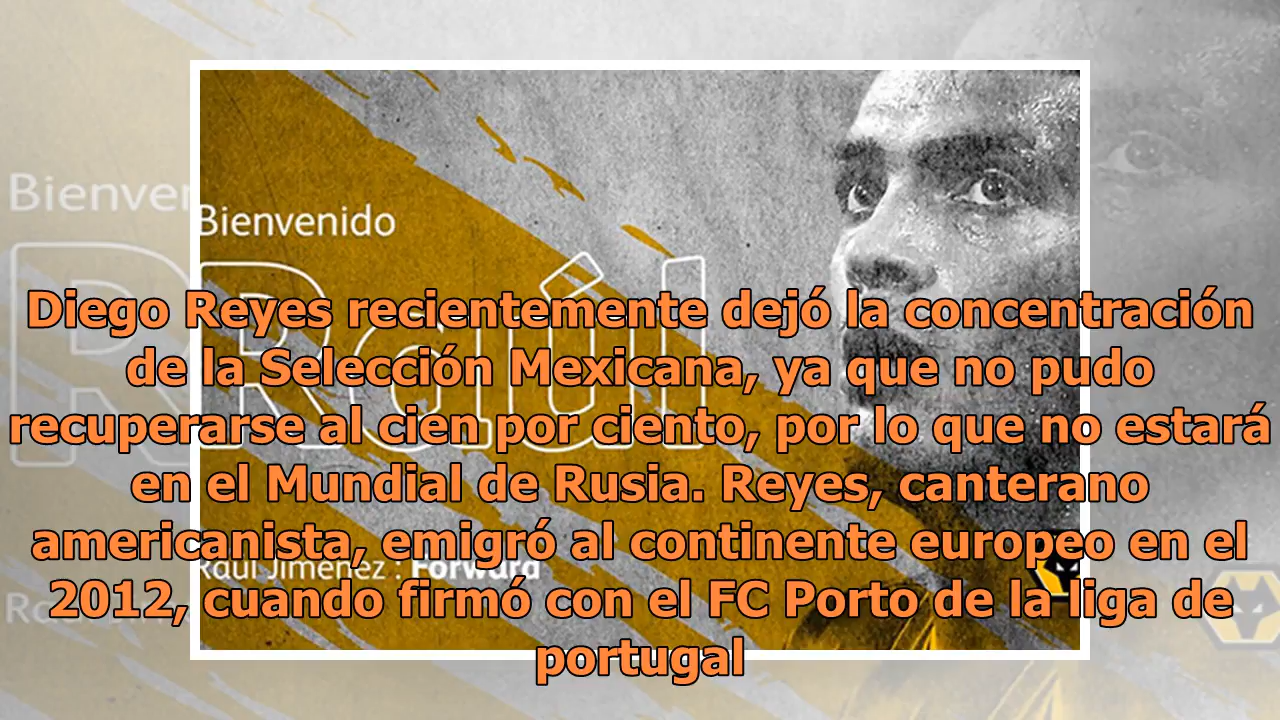 Bienven
Bienvenido
R
Raúl
Diego Reyes recientemente dejó la concentración
de la Selección Mexicana, ya que no pudo
recuperarse al cien por ciento, por lo que no estará
en el Mundial de Rusia. Reyes, canterano
americanista, emigró al continente europeo en el
Raúl Jiménez : Forward
2012, cuando firmó con el FC Porto de la liga de
portugal